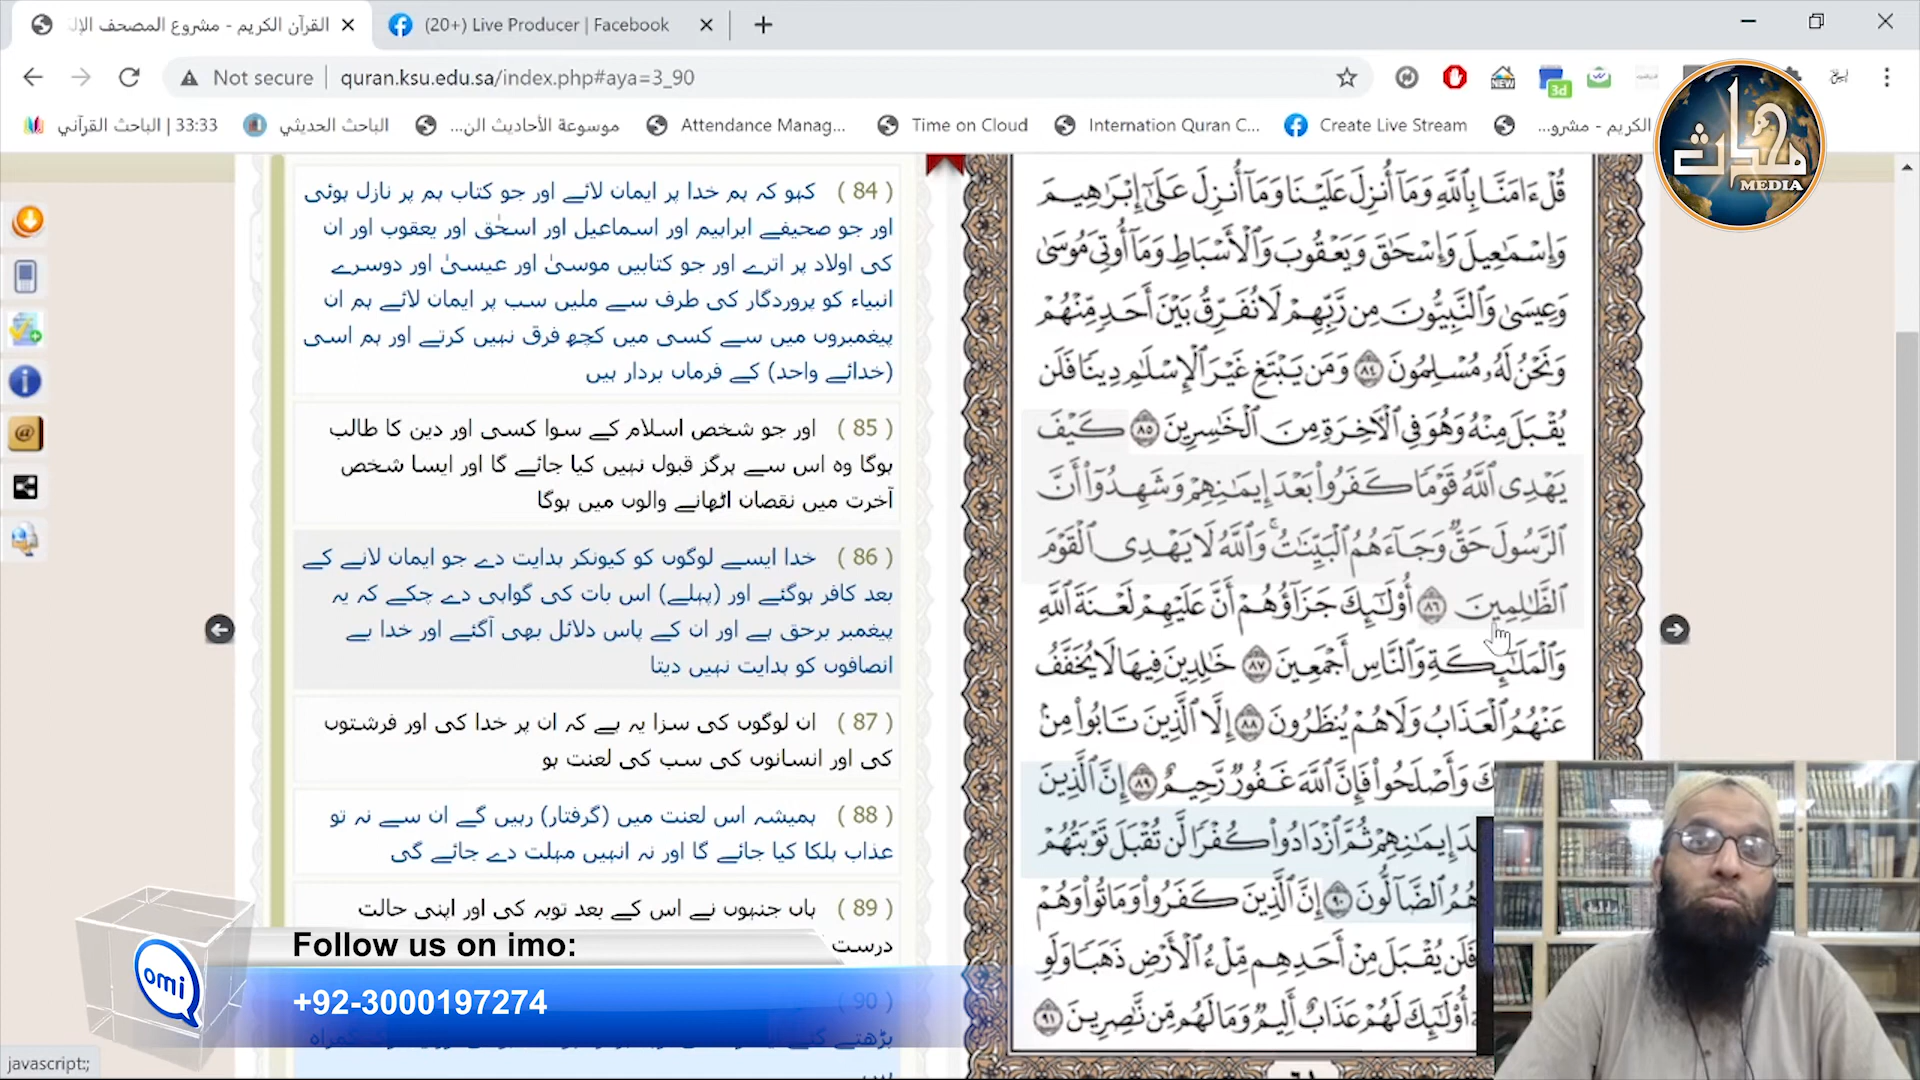 القرآن الكريم - مشروع المصحف الإل
(20+) Live Producer | Facebook
Not secure
quran.ksu.edu.sa/index.php#aya=3_90
الباحث القرآني | 33:33
الباحث الحديثي
موسوعة الأحاديث الن...
Attendance Manag...
Time on Cloud
Internation Quran C...
Create Live Stream
الكريم - مشرو...
NEW
3d
محدث
MEDIA
( 84 ) کہو کہ ہم خدا پر ایمان لائے اور جو کتاب ہم پر نازل ہوئی
اور جو صحیفے ابراہیم اور اسماعیل اور اسحٰق اور یعقوب اور ان
کی اولاد پر اترے اور جو کتابیں موسیٰ اور عیسیٰ اور دوسرے
انبیاء کو پروردگار کی طرف سے ملیں سب پر ایمان لائے ہم ان
پیغمبروں میں سے کسی میں کچھ فرق نہیں کرتے اور ہم اسی
(خدائے واحد) کے فرماں بردار ہیں
( 85 ) اور جو شخص اسلام کے سوا کسی اور دین کا طالب
ہوگا وہ اس سے ہرگز قبول نہیں کیا جائے گا اور ایسا شخص
آخرت میں نقصان اٹھانے والوں میں ہوگا
( 86 ) خدا ایسے لوگوں کو کیونکر ہدایت دے جو ایمان لانے کے
بعد کافر ہوگئے اور (پہلے) اس بات کی گواہی دے چکے کہ یہ
پیغمبر برحق ہے اور ان کے پاس دلائل بھی آگئے اور خدا بے
انصافوں کو ہدایت نہیں دیتا
( 87 ) ان لوگوں کی سزا یہ ہے کہ ان پر خدا کی اور فرشتوں
کی اور انسانوں کی سب کی لعنت ہو
( 88 ) ہمیشہ اس لعنت میں (گرفتار) رہیں گے ان سے نہ تو
عذاب ہلکا کیا جائے گا اور نہ انہیں مہلت دے جائے گی
( 89 ) ہاں جنہوں نے اس کے بعد توبہ کی اور اپنی حالت
درست
( 90 )
قُلْ ءَامَنَّا بِٱللَّهِ وَمَآ أُنزِلَ عَلَيْنَا وَمَآ أُنزِلَ عَلَىٰٓ إِبْرَٰهِيمَ
وَإِسْمَٰعِيلَ وَإِسْحَٰقَ وَيَعْقُوبَ وَٱلْأَسْبَاطِ وَمَآ أُوتِىَ مُوسَىٰ
وَعِيسَىٰ وَٱلنَّبِيُّونَ مِن رَّبِّهِمْ لَا نُفَرِّقُ بَيْنَ أَحَدٍ مِّنْهُمْ
وَنَحْنُ لَهُۥ مُسْلِمُونَ ٨٤ وَمَن يَبْتَغِ غَيْرَ ٱلْإِسْلَٰمِ دِينًا فَلَن
يُقْبَلَ مِنْهُ وَهُوَ فِى ٱلْءَاخِرَةِ مِنَ ٱلْخَٰسِرِينَ ٨٥ كَيْفَ
يَهْدِى ٱللَّهُ قَوْمًا كَفَرُوا۟ بَعْدَ إِيمَٰنِهِمْ وَشَهِدُوٓا۟ أَنَّ
ٱلرَّسُولَ حَقٌّ وَجَآءَهُمُ ٱلْبَيِّنَٰتُ ۚ وَٱللَّهُ لَا يَهْدِى ٱلْقَوْمَ
ٱلظَّٰلِمِينَ ٨٦ أُو۟لَٰٓئِكَ جَزَآؤُهُمْ أَنَّ عَلَيْهِمْ لَعْنَةَ ٱللَّهِ
وَٱلْمَلَٰٓئِكَةِ وَٱلنَّاسِ أَجْمَعِينَ ٨٧ خَٰلِدِينَ فِيهَا لَا يُخَفَّفُ
عَنْهُمُ ٱلْعَذَابُ وَلَا هُمْ يُنظَرُونَ ٨٨ إِلَّا ٱلَّذِينَ تَابُوا۟ مِنۢ
وَأَصْلَحُوا۟ فَإِنَّ ٱللَّهَ غَفُورٌ رَّحِيمٌ ٨٩ إِنَّ ٱلَّذِينَ
إِيمَٰنِهِمْ ثُمَّ ٱزْدَادُوا۟ كُفْرًا لَّن تُقْبَلَ تَوْبَتُهُمْ
هُمُ ٱلضَّآلُّونَ ٩٠ إِنَّ ٱلَّذِينَ كَفَرُوا۟ وَمَاتُوا۟ وَهُمْ
فَلَن يُقْبَلَ مِنْ أَحَدِهِم مِّلْءُ ٱلْأَرْضِ ذَهَبًا وَلَوِ
أُو۟لَٰٓئِكَ لَهُمْ عَذَابٌ أَلِيمٌ وَمَا لَهُم مِّن نَّٰصِرِينَ ٩١
٦١
Follow us on imo:
+92-3000197274
omi
javascript:;